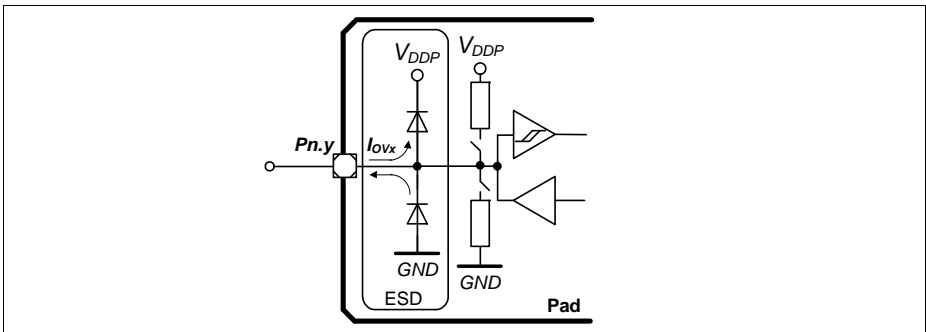 V_DDP
V_DDP
Pn.y
I_OVx
GND
GND
ESD
Pad